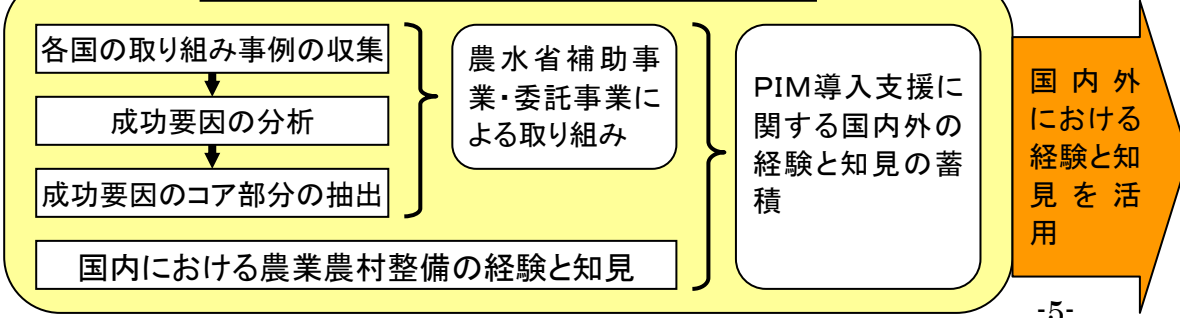 各国の取り組み事例の収集
成功要因の分析
成功要因のコア部分の抽出
農水省補助事
業・委託事業に
よる取り組み
国内における農業農村整備の経験と知見
PIM導入支援に
関する国内外の
経験と知見の蓄
積
国内外
における
経験と知
見を活
用
-5-